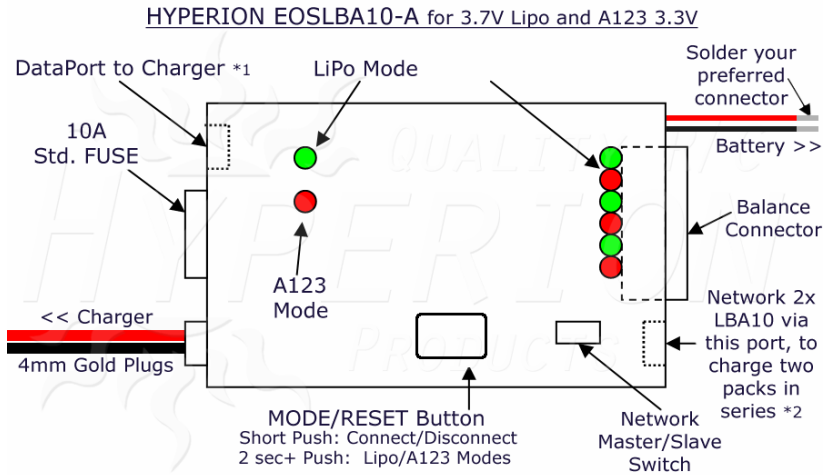 HYPERION EOSLBA10-A for 3.7V Lipo and A123 3.3V
DataPort to Charger *1
LiPo Mode
Solder your
preferred
connector
10A
Std. FUSE
Battery >>
QUALITY
HYPERION
PRODUCTS
Balance
Connector
A123
Mode
<< Charger
4mm Gold Plugs
Network 2x
LBA10 via
this port, to
charge two
packs in
series *2
MODE/RESET Button
Short Push: Connect/Disconnect
2 sec+ Push: Lipo/A123 Modes
Network
Master/Slave
Switch